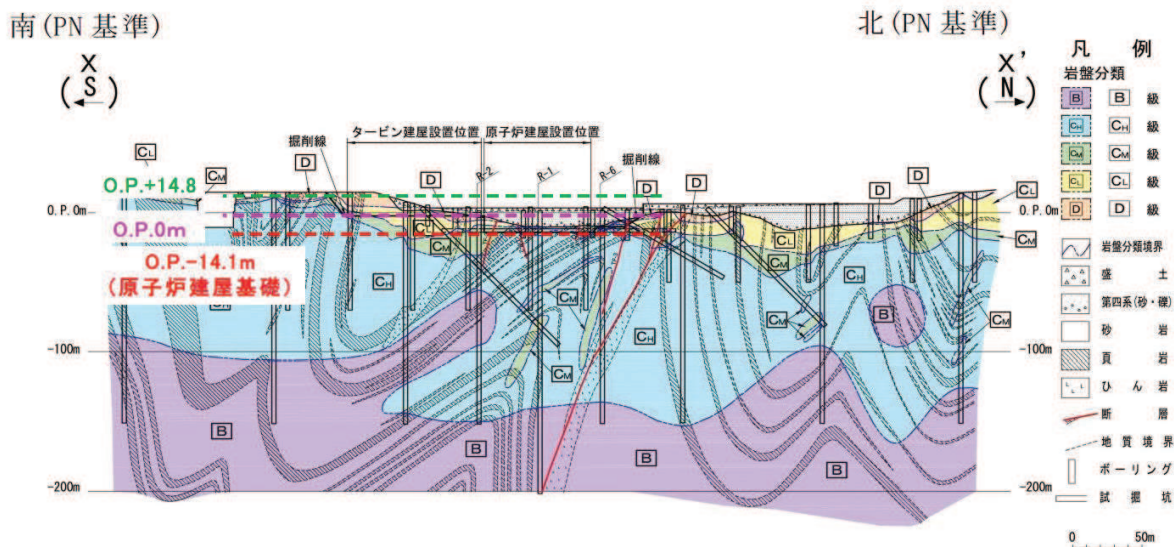 南(PN 基準)
北(PN 基準)
X
(S)
X'
(N)
凡 例
岩盤分類
B B 級
CH CH 級
CM CM 級
CL CL 級
D D 級
岩盤分類境界
盛 土
第四系(砂・礫)
砂 岩
頁 岩
ひん岩
断 層
地質境界
ボーリング
試掘坑
0 50m
タービン建屋設置位置
原子炉建屋設置位置
掘削線
掘削線
R-2
R-1
R-6
CL
CM
D
D
D
D
D
D
O.P.+14.8
O.P.0m
O.P.0m
O.P.0m
O.P.-14.1m
(原子炉建屋基礎)
CL
CM
CL
CM
CL
CM
CH
CH
CH
CH
CM
CM
CM
CM
B
B
B
B
B
-100m
-100m
-200m
-200m